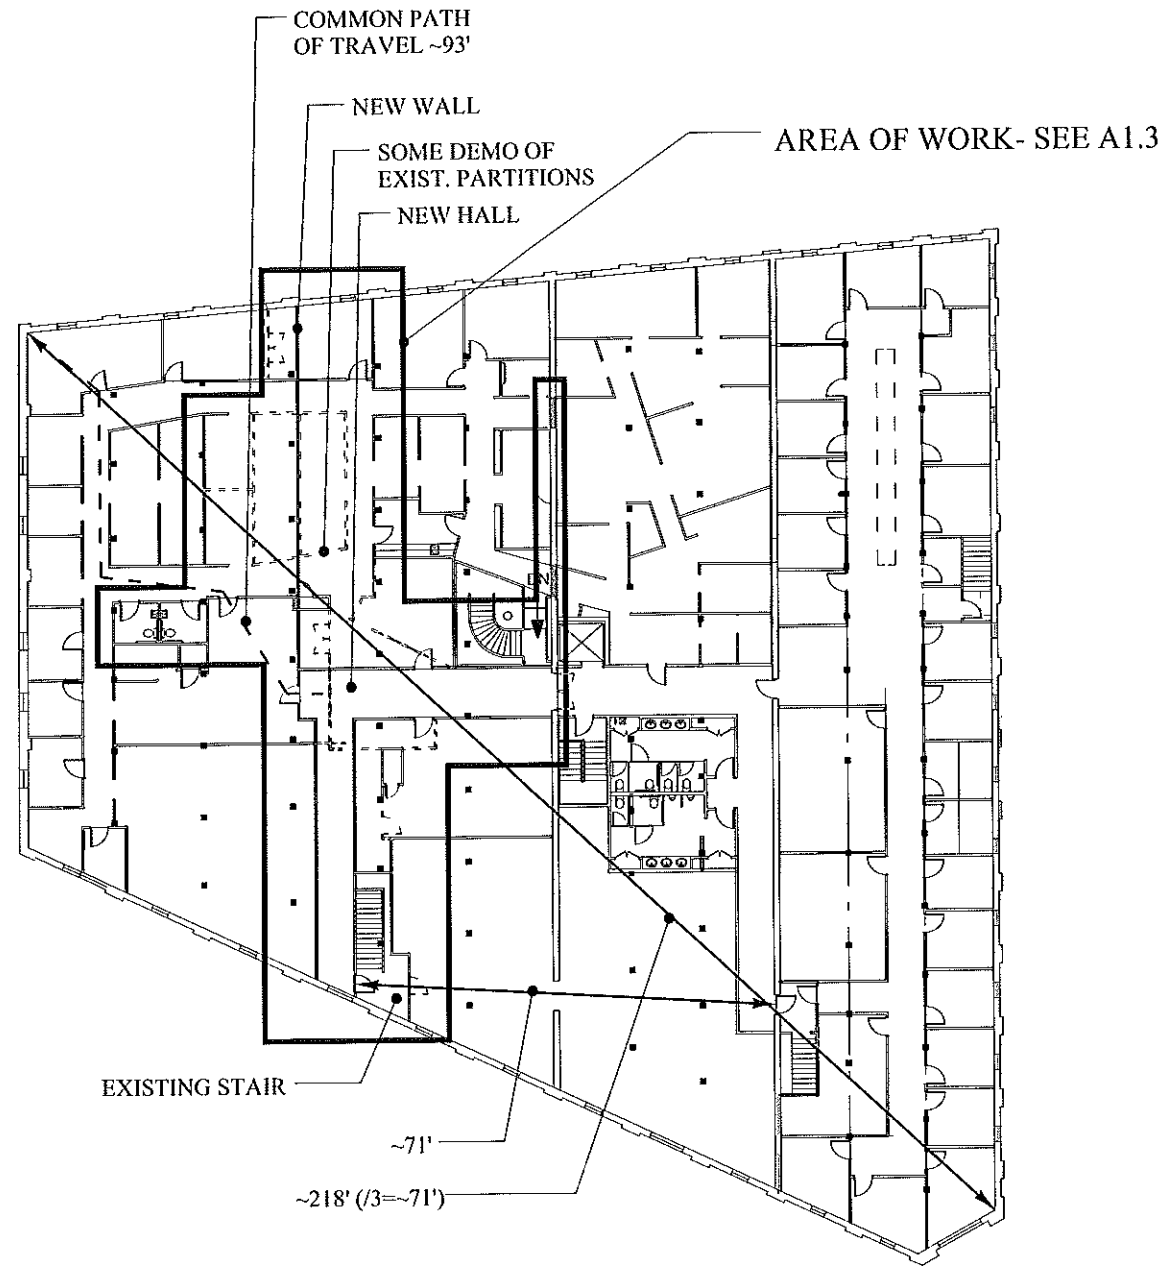 COMMON PATH
OF TRAVEL ~93'
NEW WALL
AREA OF WORK- SEE A1.3
SOME DEMO OF
EXIST. PARTITIONS
NEW HALL
EXISTING STAIR
~71'
~218' (/3=~71')